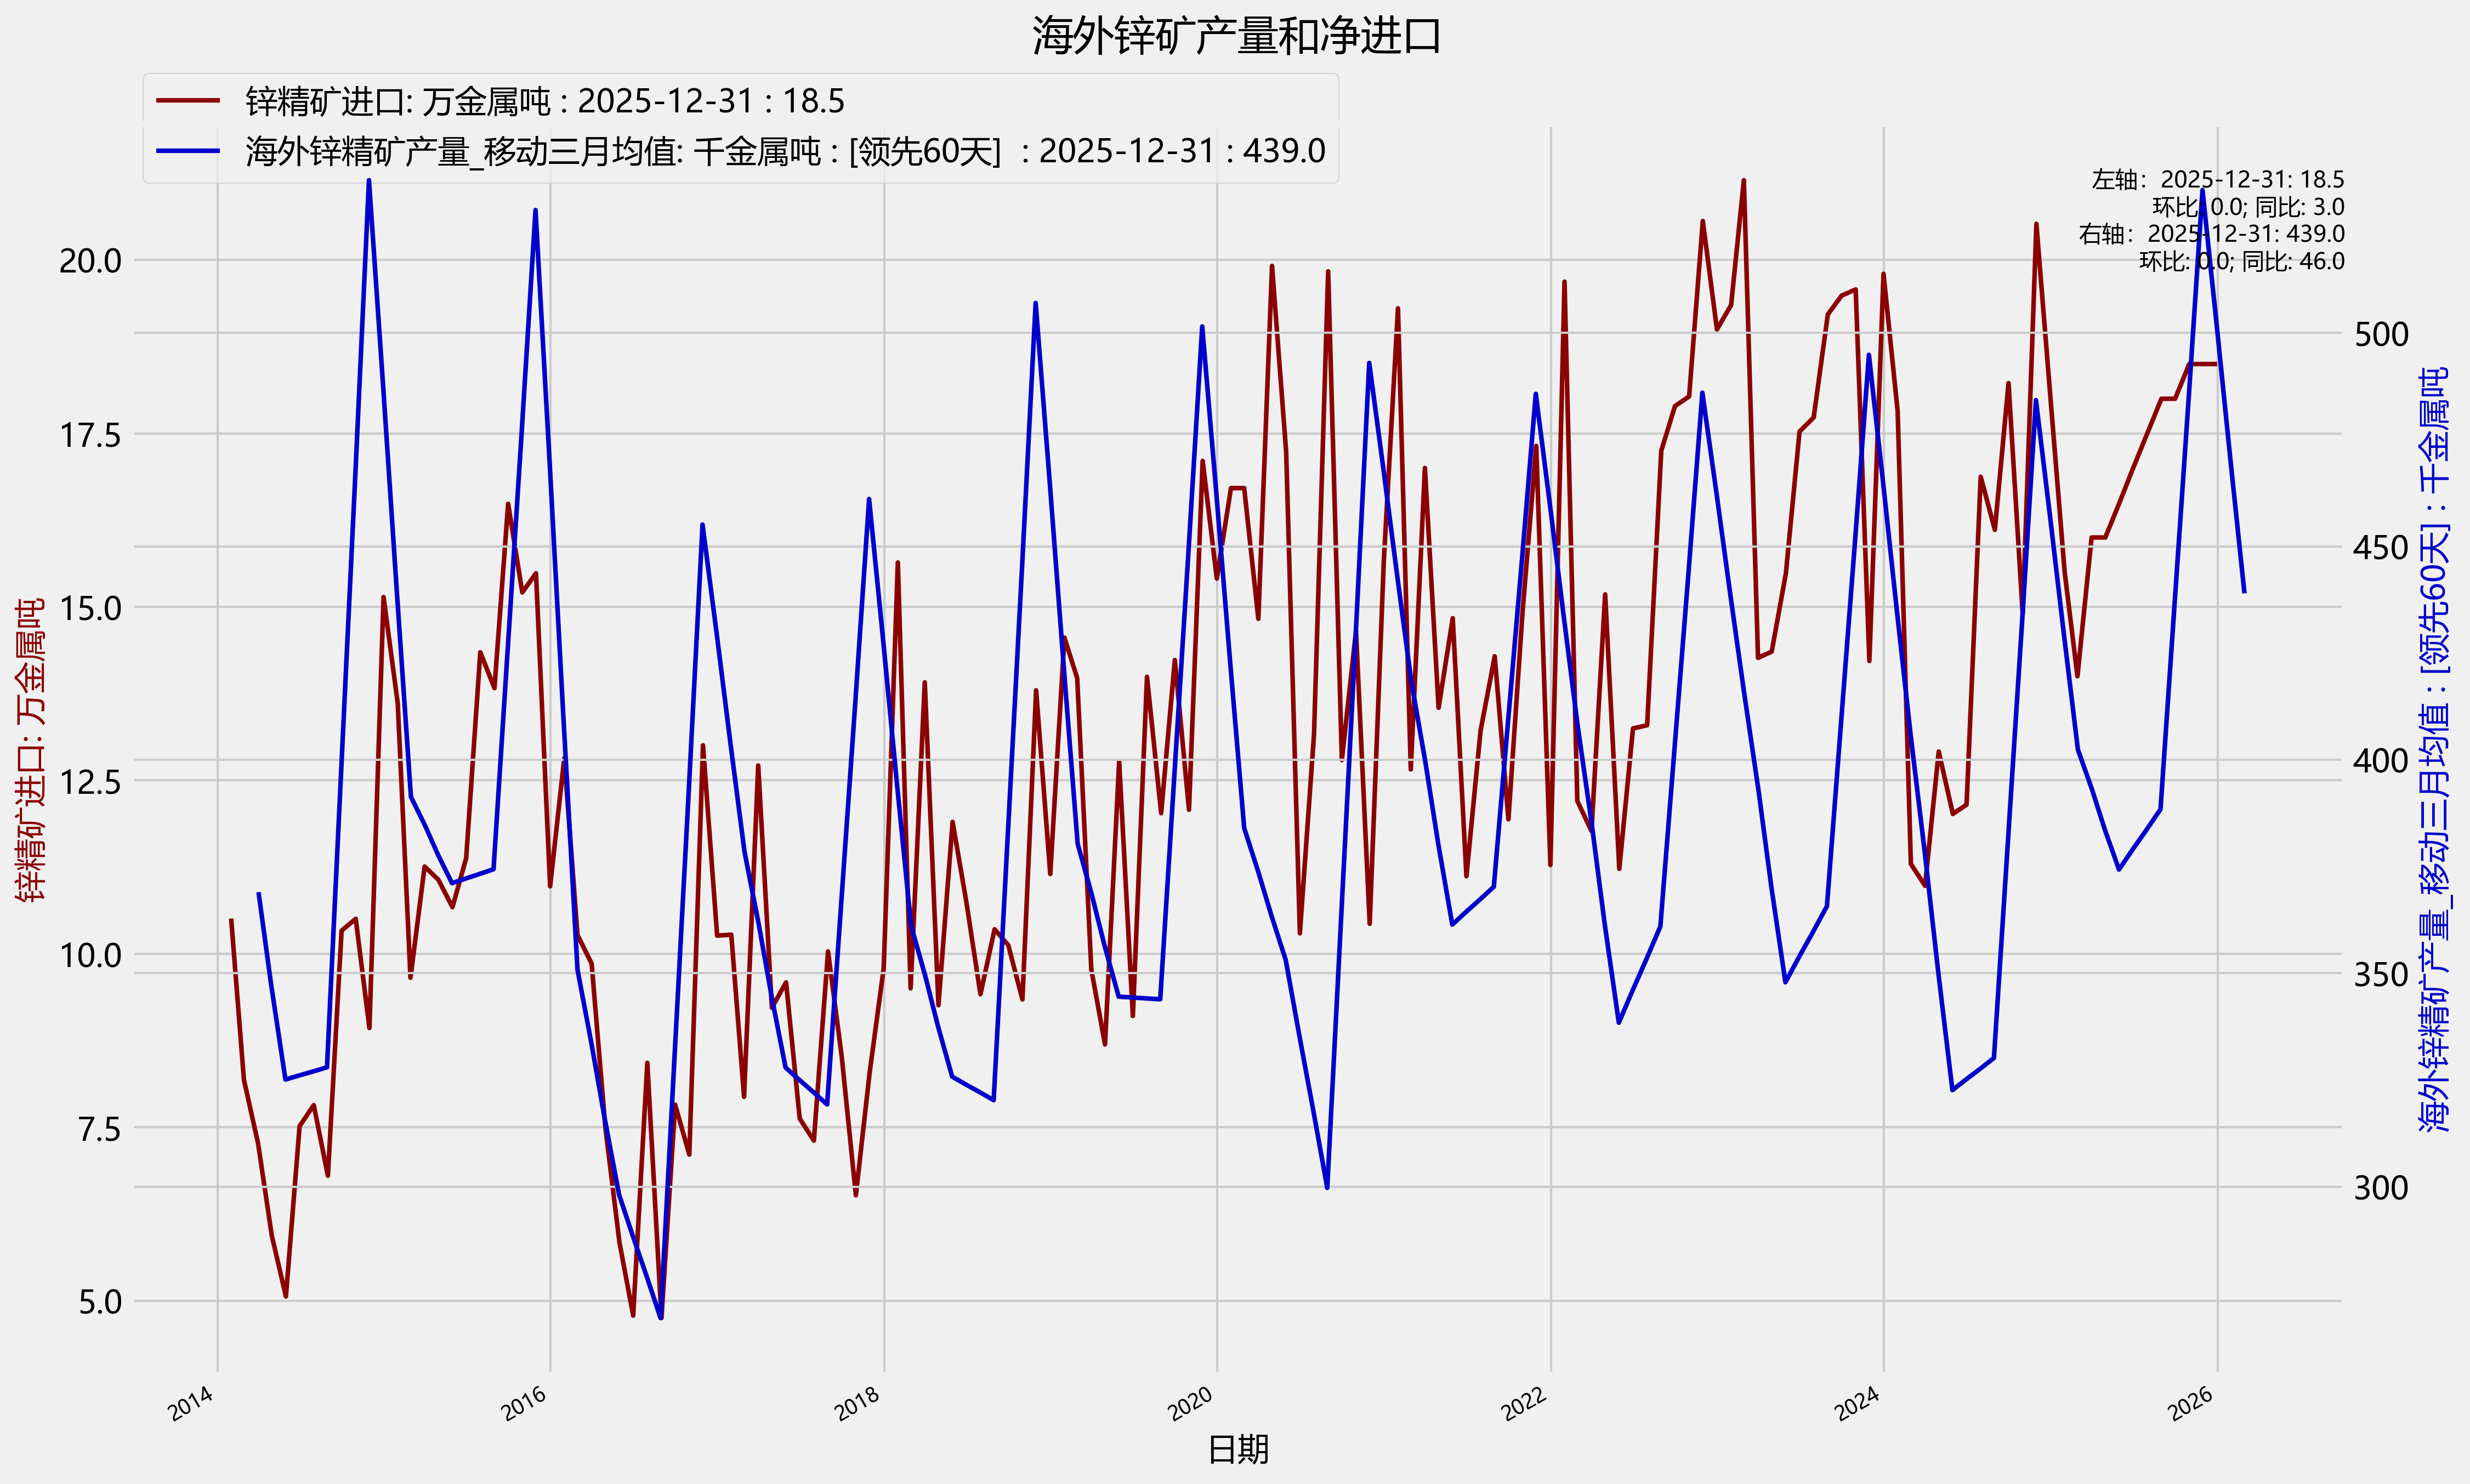 海外锌矿产量和净进口
锌精矿进口: 万金属吨 : 2025-12-31 : 18.5
海外锌精矿产量_移动三月均值: 千金属吨 : [领先60天]  : 2025-12-31 : 439.0
左轴: 2025-12-31: 18.5
环比: 0.0; 同比: 3.0
右轴: 2025-12-31: 439.0
环比: 0.0; 同比: 46.0
20.0
17.5
15.0
12.5
10.0
7.5
5.0
锌精矿进口: 万金属吨
500
450
400
350
300
海外锌精矿产量_移动三月均值 : [领先60天] : 千金属吨
2014
2016
2018
2020
2022
2024
2026
日期